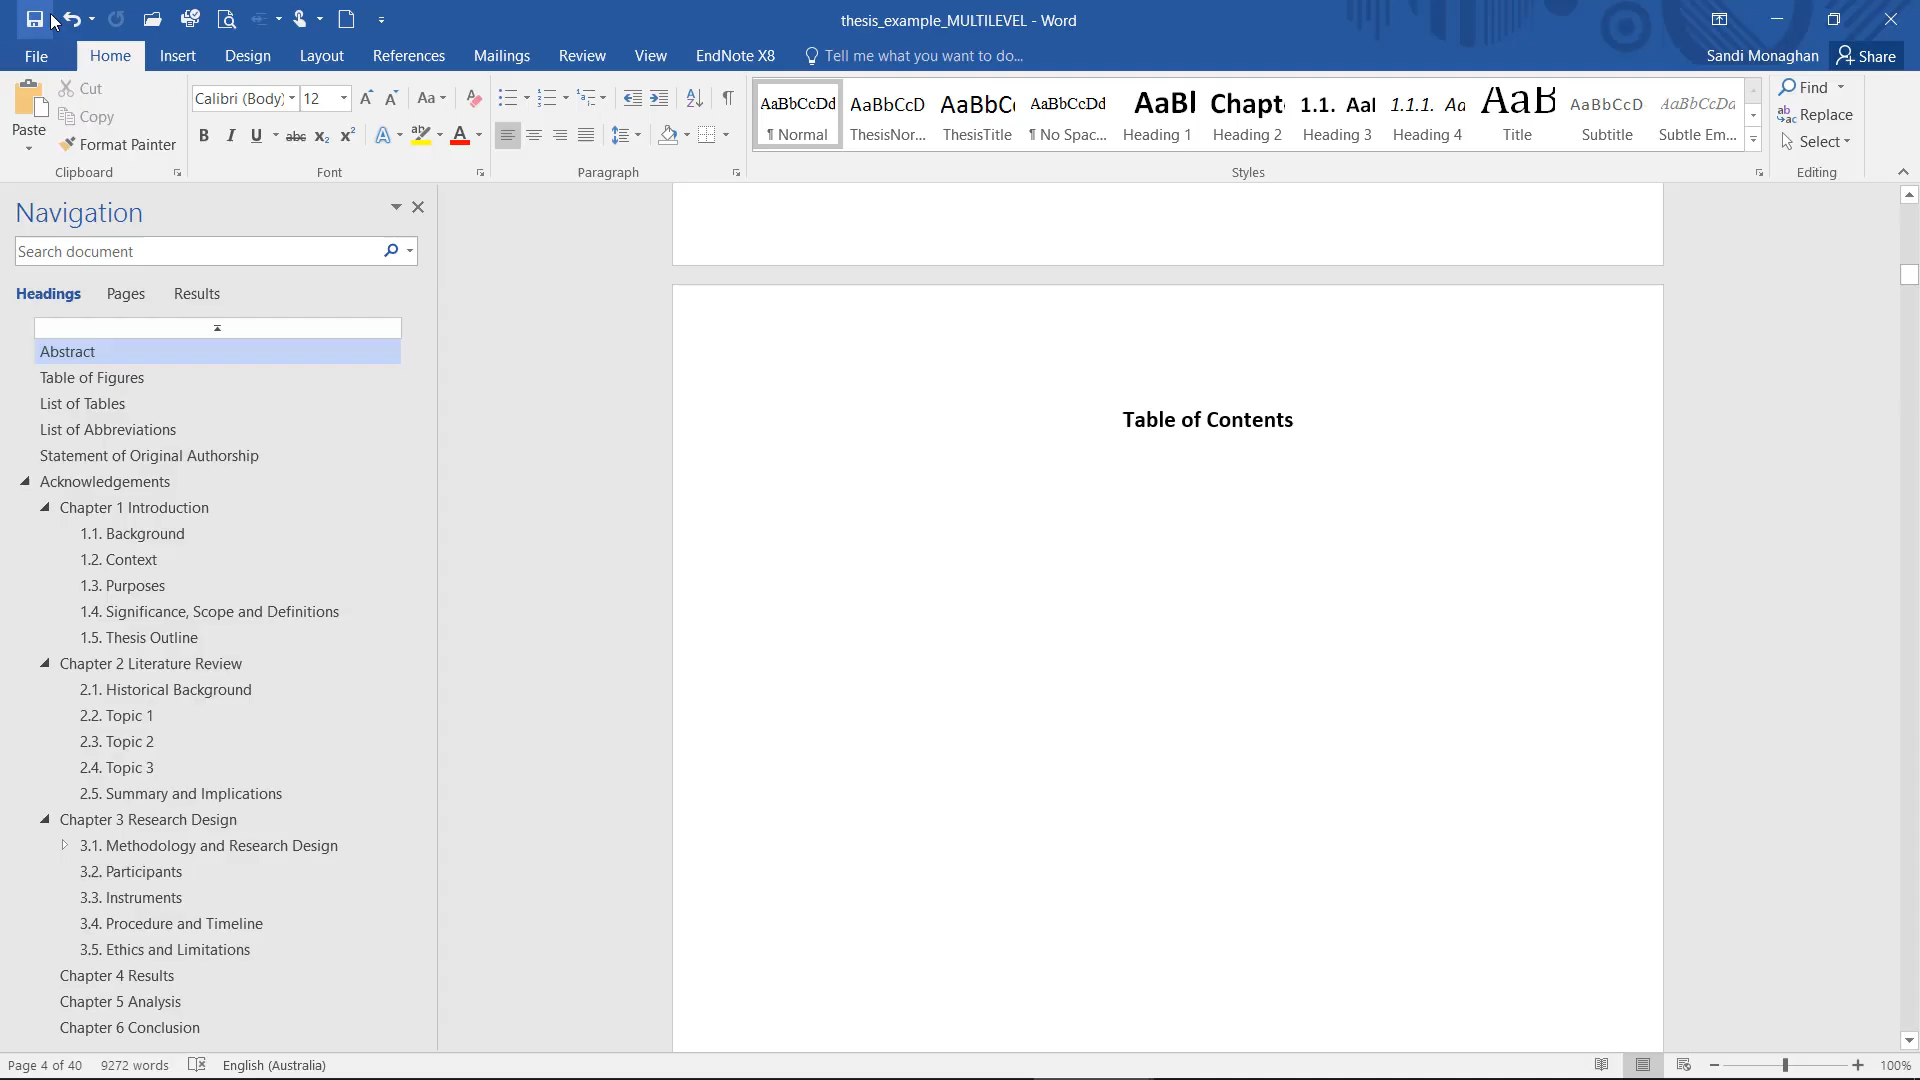 thesis_example_MULTILEVEL - Word
File Home Insert Design Layout References Mailings Review View EndNote X8 Tell me what you want to do... Sandi Monaghan Share
Paste
Cut
Copy
Format Painter
Clipboard
Calibri (Body) 12 Aa
B I U abc X2 X2 A A
Font
Paragraph
AaBbCcDd AaBbCcD AaBbC AaBbCcDd AaBl Chapt 1.1. Aal 1.1.1. Aa AaB AaBbCcD AaBbCcDa
¶ Normal ThesisNor... ThesisTitle ¶ No Spac... Heading 1 Heading 2 Heading 3 Heading 4 Title Subtitle Subtle Em...
Styles
Find
Replace
Select
Editing
Navigation
Search document
Headings Pages Results
Abstract
Table of Figures
List of Tables
List of Abbreviations
Statement of Original Authorship
Acknowledgements
Chapter 1 Introduction
1.1. Background
1.2. Context
1.3. Purposes
1.4. Significance, Scope and Definitions
1.5. Thesis Outline
Chapter 2 Literature Review
2.1. Historical Background
2.2. Topic 1
2.3. Topic 2
2.4. Topic 3
2.5. Summary and Implications
Chapter 3 Research Design
3.1. Methodology and Research Design
3.2. Participants
3.3. Instruments
3.4. Procedure and Timeline
3.5. Ethics and Limitations
Chapter 4 Results
Chapter 5 Analysis
Chapter 6 Conclusion
Table of Contents
Page 4 of 40 9272 words English (Australia) 100%